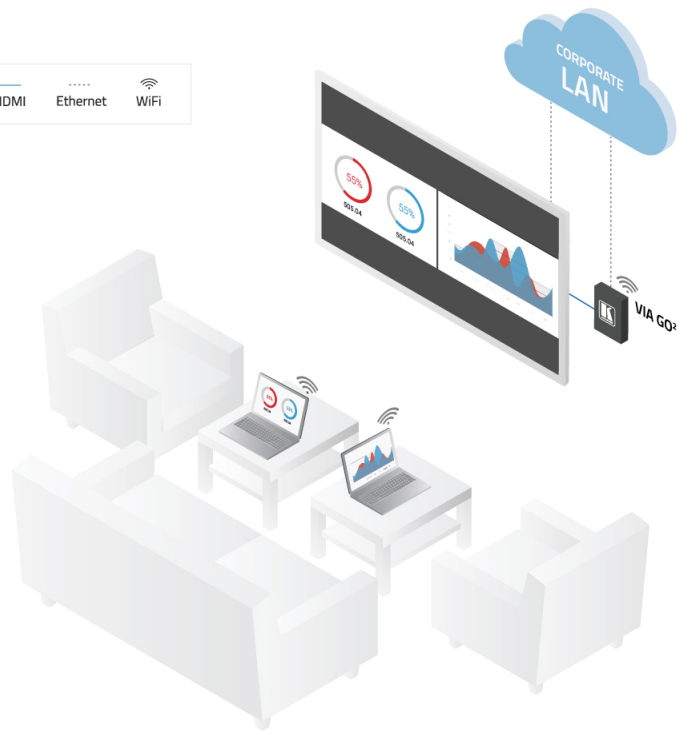 CORPORATE
LAN
HDMI Ethernet WiFi
55%
505.04
55%
505.04
K
VIA GO²